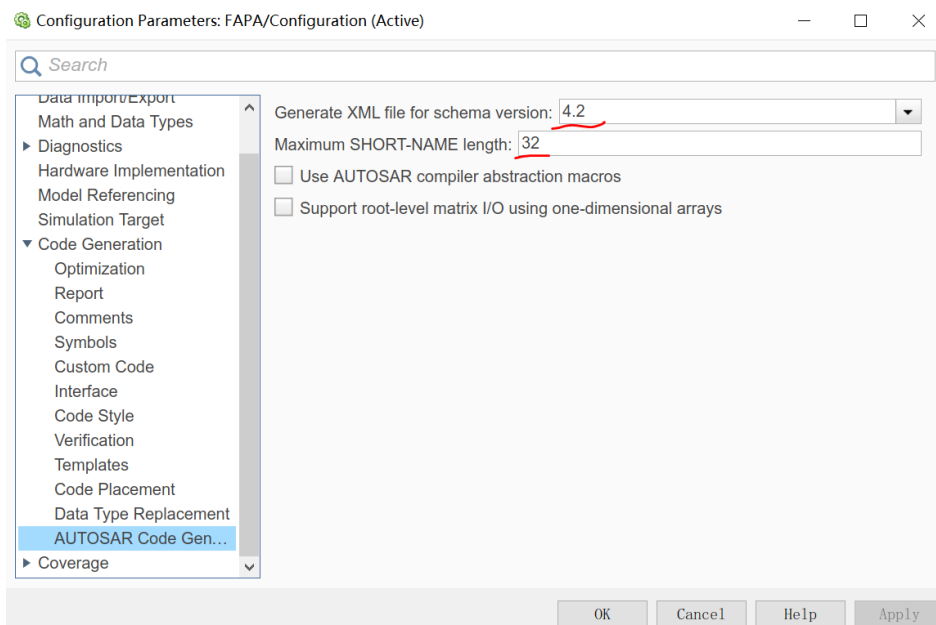 Configuration Parameters: FAPA/Configuration (Active)
Search
Data Import/Export
Math and Data Types
Diagnostics
Hardware Implementation
Model Referencing
Simulation Target
Code Generation
Optimization
Report
Comments
Symbols
Custom Code
Interface
Code Style
Verification
Templates
Code Placement
Data Type Replacement
AUTOSAR Code Gen...
Coverage
Generate XML file for schema version: 4.2
Maximum SHORT-NAME length: 32
Use AUTOSAR compiler abstraction macros
Support root-level matrix I/O using one-dimensional arrays
OK Cancel Help Apply